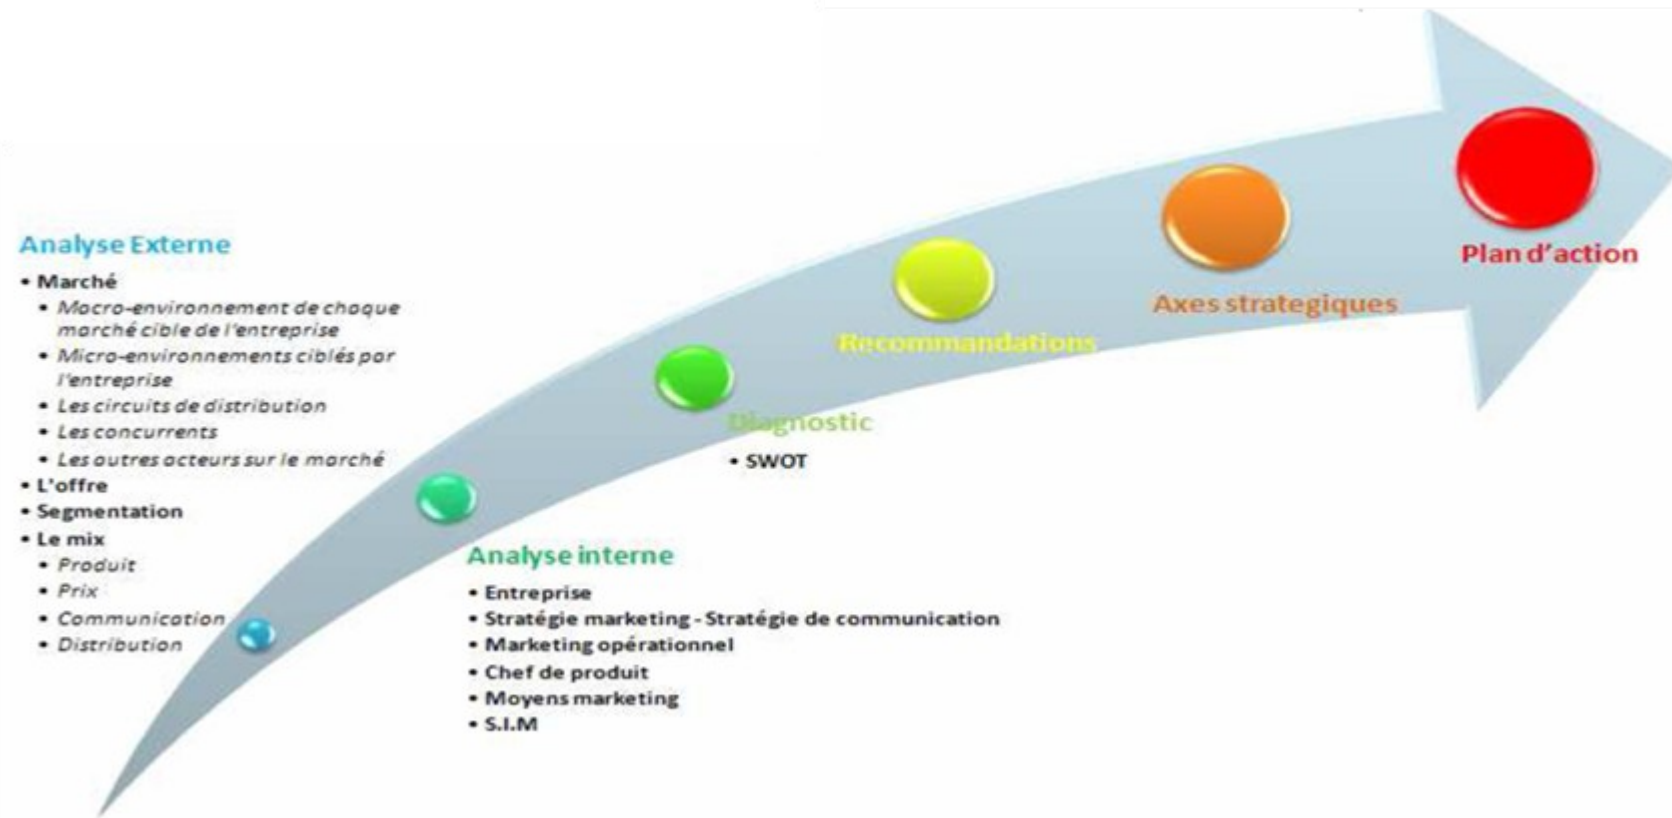 Analyse Externe
• Marché
• Macro-environnement de chaque
marché cible de l'entreprise
• Micro-environnements ciblés par
l'entreprise
• Les circuits de distribution
• Les concurrents
• Les autres acteurs sur le marché
• L'offre
• Segmentation
• Le mix
• Produit
• Prix
• Communication
• Distribution
Analyse interne
• Entreprise
• Stratégie marketing - Stratégie de communication
• Marketing opérationnel
• Chef de produit
• Moyens marketing
• S.I.M
Diagnostic
• SWOT
Recommandations
Axes strategiques
Plan d'action